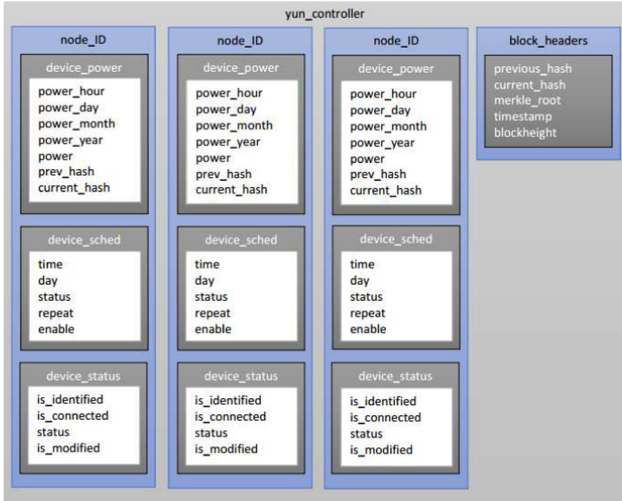 yun_controller
node_ID
device_power
power_hour
power_day
power_month
power_year
power
prev_hash
current_hash
device_sched
time
day
status
repeat
enable
device_status
is_identified
is_connected
status
is_modified
node_ID
device_power
power_hour
power_day
power_month
power_year
power
prev_hash
current_hash
device_sched
time
day
status
repeat
enable
device_status
is_identified
is_connected
status
is_modified
node_ID
device_power
power_hour
power_day
power_month
power_year
power
prev_hash
current_hash
device_sched
time
day
status
repeat
enable
device_status
is_identified
is_connected
status
is_modified
block_headers
previous_hash
current_hash
merkle_root
timestamp
blockheight